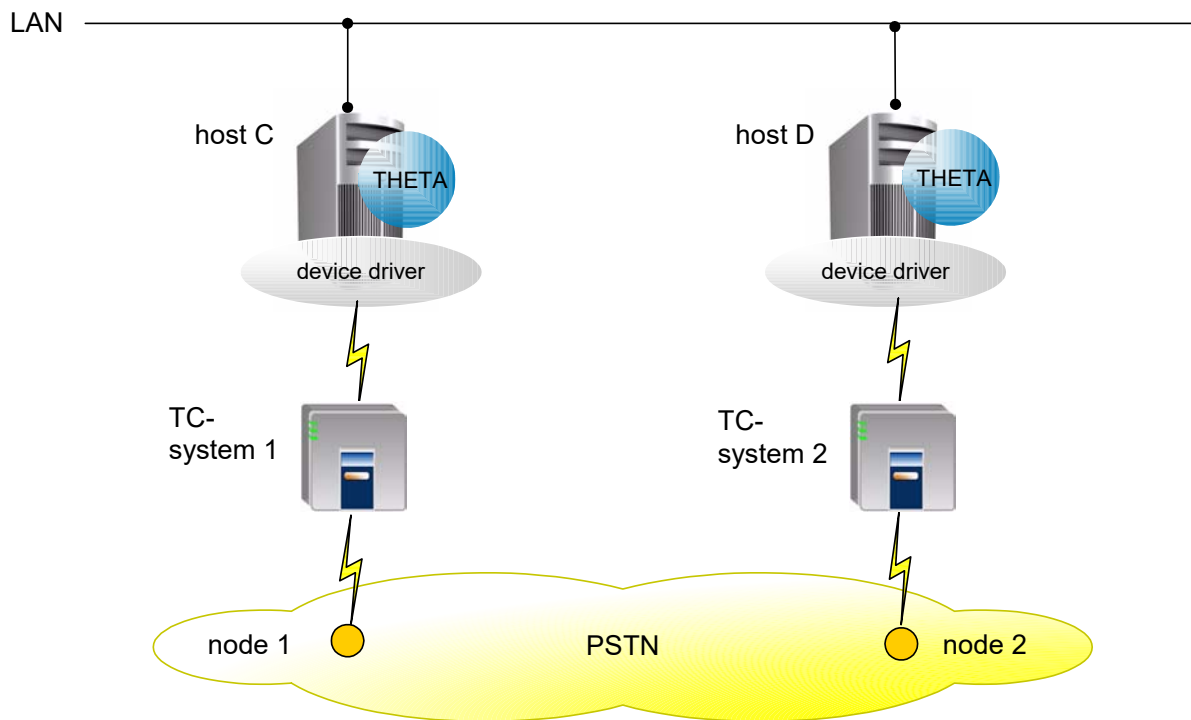 LAN
host C
host D
THETA
THETA
device driver
device driver
TC-
system 1
TC-
system 2
node 1
PSTN
node 2